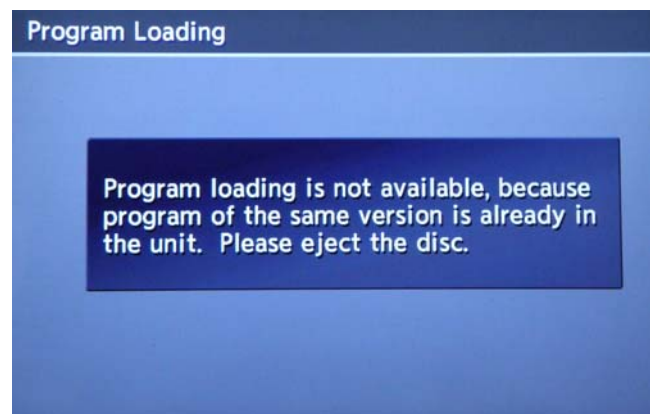 Program Loading
Program loading is not available, because
program of the same version is already in
the unit. Please eject the disc.